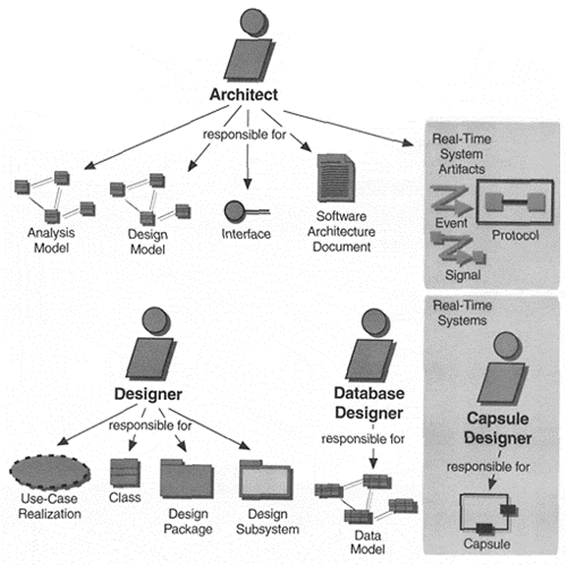 Architect
responsible for
Analysis
Model
Design
Model
Interface
Software
Architecture
Document
Real-Time
System
Artifacts
Event
Protocol
Signal
Designer
responsible for
Use-Case
Realization
Class
Design
Package
Design
Subsystem
Database
Designer
responsible for
Data
Model
Real-Time
Systems
Capsule
Designer
responsible for
Capsule